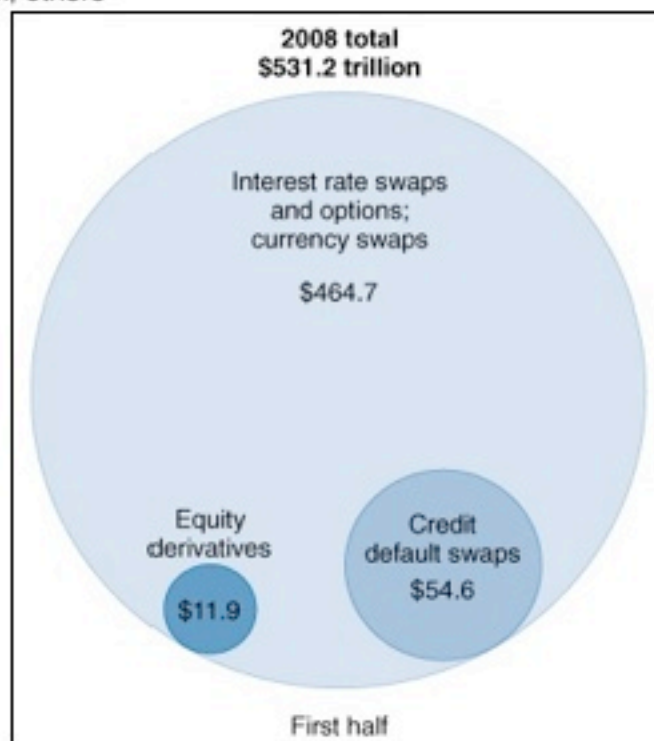 others
2008 total
$531.2 trillion
Interest rate swaps
and options;
currency swaps
$464.7
Equity
derivatives
$11.9
Credit
default swaps
$54.6
First half